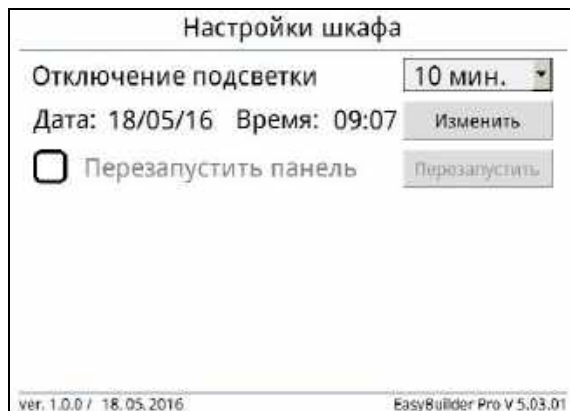 Настройки шкафа
Отключение подсветки 10 мин.
Дата: 18/05/16 Время: 09:07 Изменить
Перезапустить панель Перезапустить
ver. 1.0.0 / 18.05.2016 EasyBuilder Pro V 5.03.01